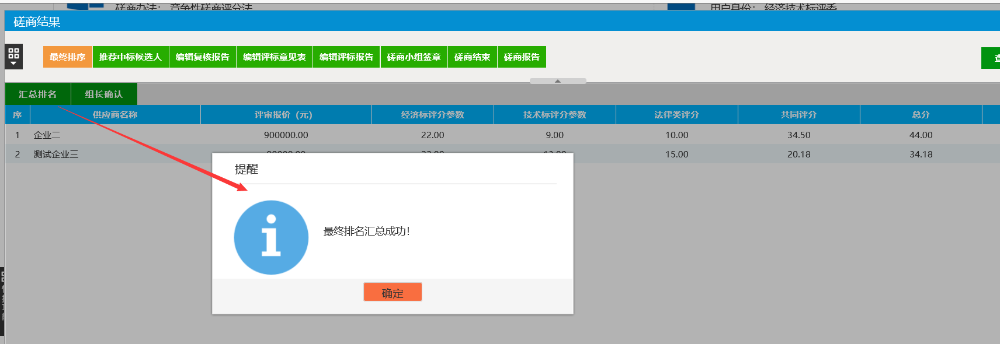 磋商办法： 竞争性磋商评分法 用户身份： 经济技术标评委
磋商结果
最终排序 推荐中标候选人 编辑复核报告 编辑评标意见表 编辑评标报告 磋商小组签章 磋商结束 磋商报告
汇总排名 组长确认
序 供应商名称 评审报价（元） 经济标评分参数 技术标评分参数 法律类评分 共同评分 总分
1 企业二 900000.00 22.00 9.00 10.00 34.50 44.00
2 测试企业三 15.00 20.18 34.18
提醒
最终排名汇总成功！
确定